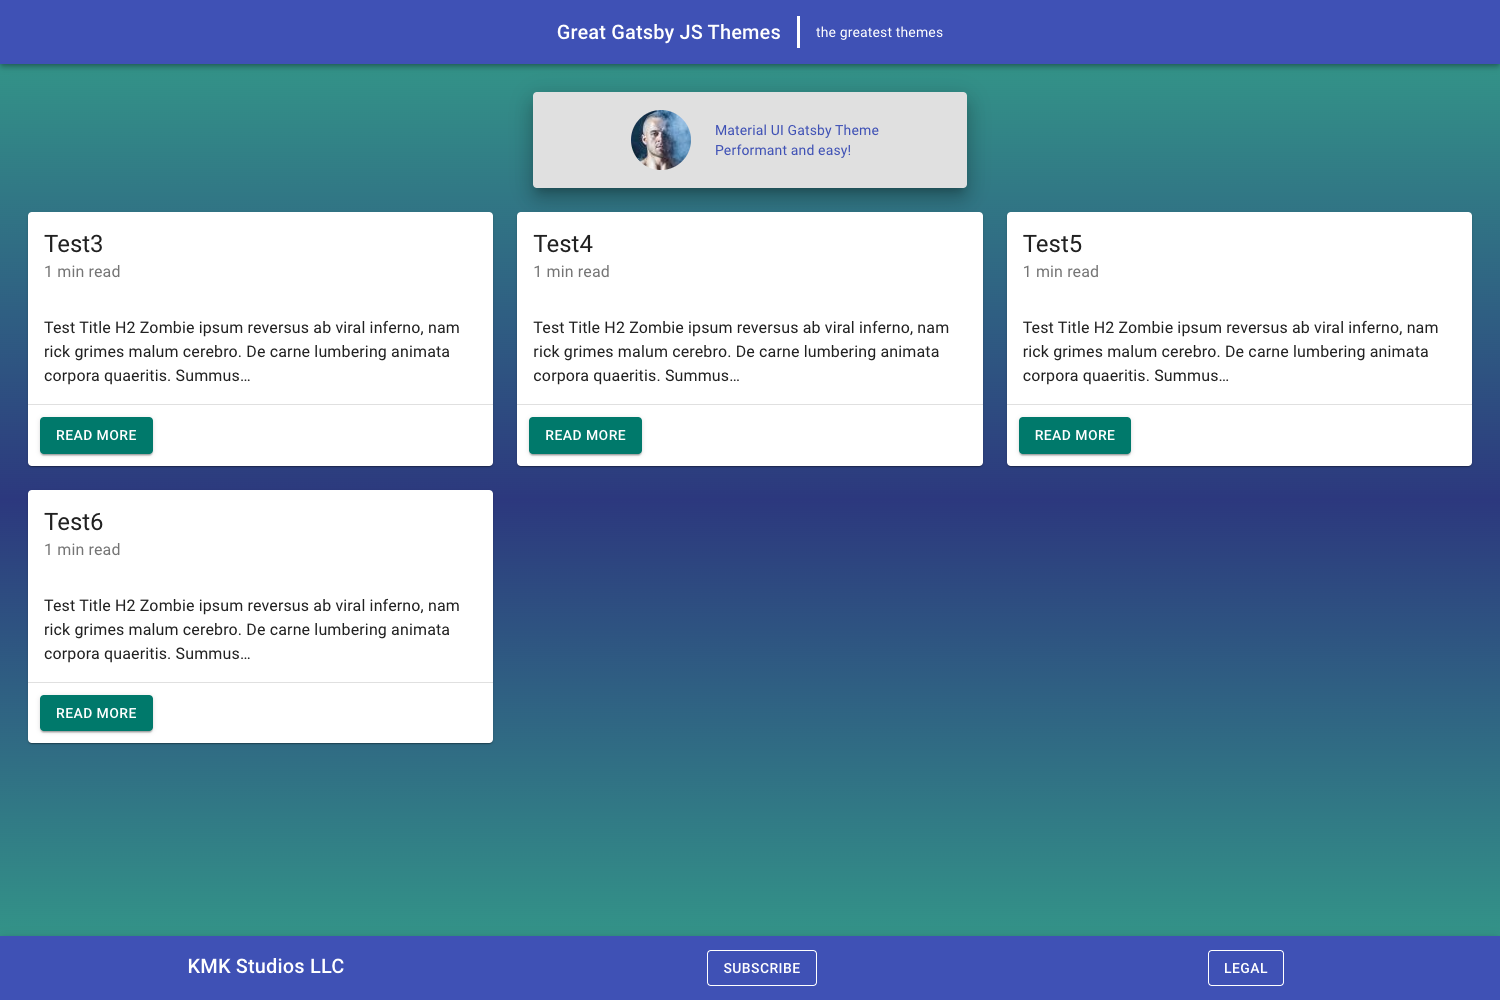 Great Gatsby JS Themes
the greatest themes
Material UI Gatsby Theme
Performant and easy!
Test3
1 min read
Test Title H2 Zombie ipsum reversus ab viral inferno, nam
rick grimes malum cerebro. De carne lumbering animata
corpora quaeritis. Summus…
READ MORE
Test4
1 min read
Test Title H2 Zombie ipsum reversus ab viral inferno, nam
rick grimes malum cerebro. De carne lumbering animata
corpora quaeritis. Summus…
READ MORE
Test5
1 min read
Test Title H2 Zombie ipsum reversus ab viral inferno, nam
rick grimes malum cerebro. De carne lumbering animata
corpora quaeritis. Summus…
READ MORE
Test6
1 min read
Test Title H2 Zombie ipsum reversus ab viral inferno, nam
rick grimes malum cerebro. De carne lumbering animata
corpora quaeritis. Summus…
READ MORE
KMK Studios LLC
SUBSCRIBE
LEGAL